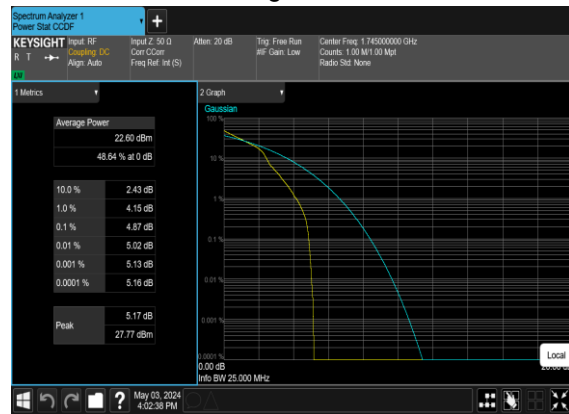 Spectrum Analyzer 1
Power Stat CCDF
KEYSIGHT
R T
Input: RF
Coupling: DC
Align: Auto
Input Z: 50 Ω
Corr CCorr
Freq Ref: Int (S)
Atten: 20 dB
Trig: Free Run
#IF Gain: Low
Center Freq: 1.745000000 GHz
Counts: 1.00 M/1.00 Mpt
Radio Std: None
1 Metrics
Average Power
22.60 dBm
48.64 % at 0 dB
10.0 % 2.43 dB
1.0 % 4.15 dB
0.1 % 4.87 dB
0.01 % 5.02 dB
0.001 % 5.13 dB
0.0001 % 5.16 dB
Peak
5.17 dB
27.77 dBm
2 Graph
Gaussian
100 %
10 %
1 %
0.1 %
0.01 %
0.001 %
0.0001 %
0.00 dB
Info BW 25.000 MHz
Local
?
May 03, 2024
4:02:38 PM